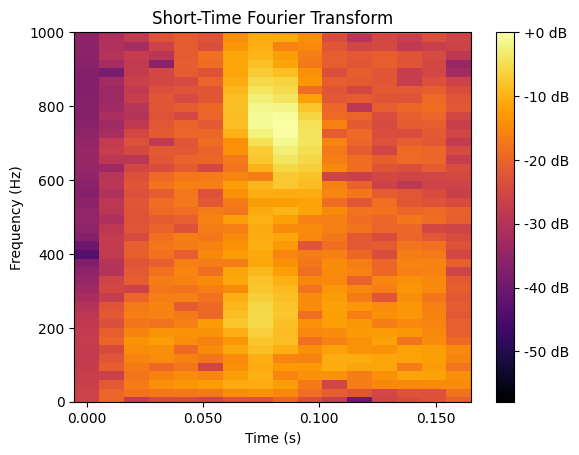 Short-Time Fourier Transform
1000
800
600
400
200
0
Frequency (Hz)
0.000
0.050
0.100
0.150
Time (s)
+0 dB
-10 dB
-20 dB
-30 dB
-40 dB
-50 dB